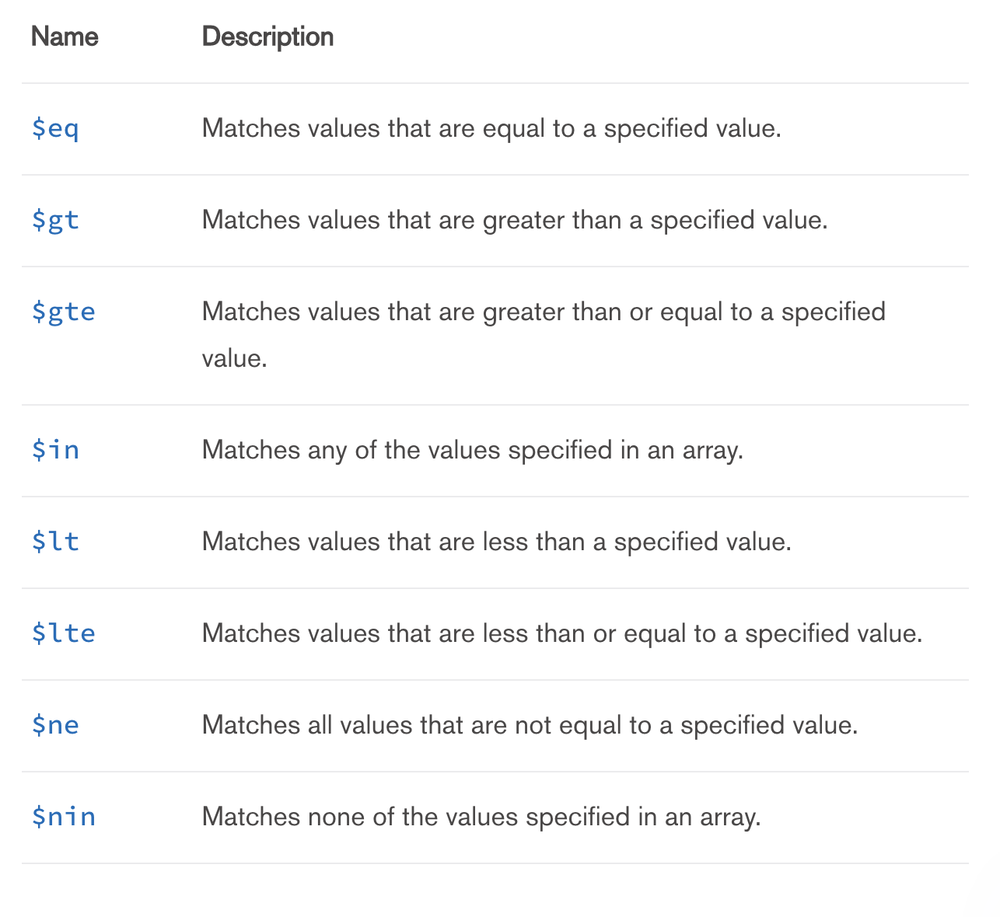 Name Description
$eq Matches values that are equal to a specified value.
$gt Matches values that are greater than a specified value.
$gte Matches values that are greater than or equal to a specified
value.
$in Matches any of the values specified in an array.
$lt Matches values that are less than a specified value.
$lte Matches values that are less than or equal to a specified value.
$ne Matches all values that are not equal to a specified value.
$nin Matches none of the values specified in an array.